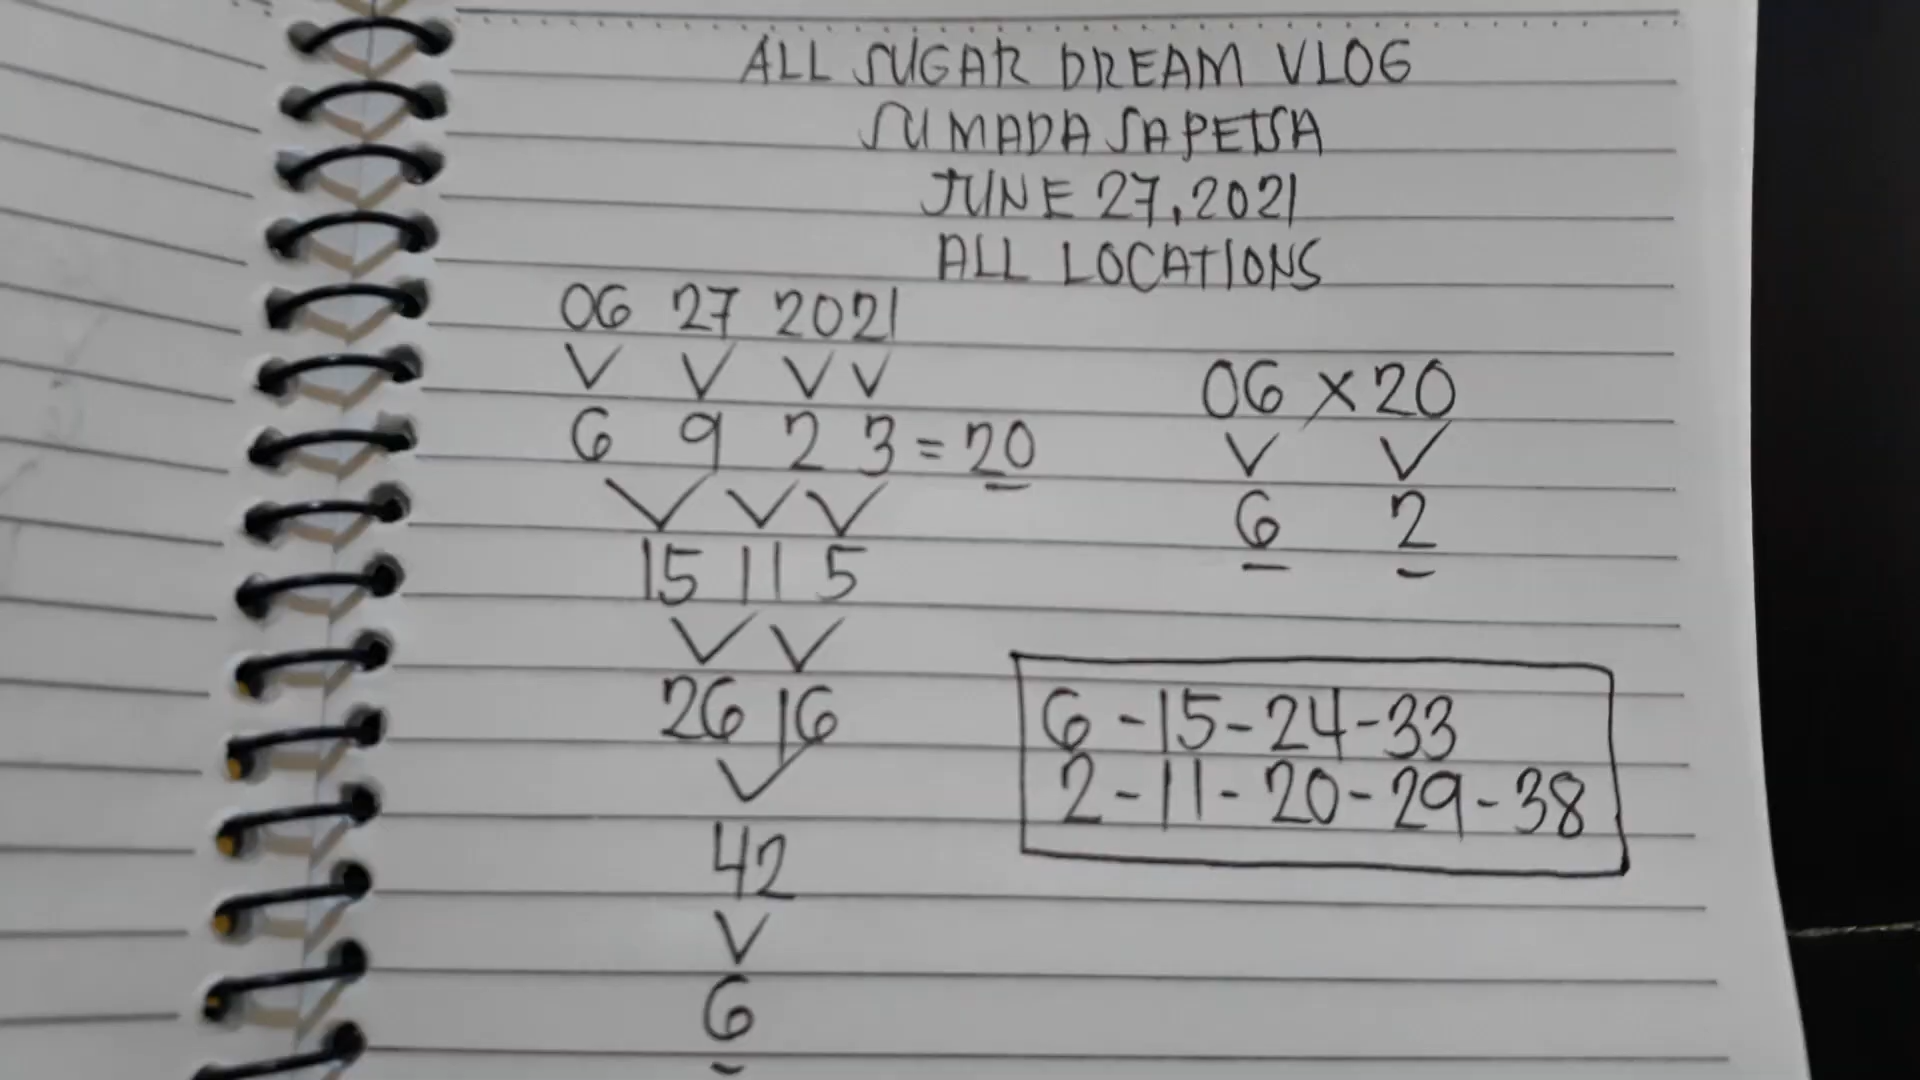 ALL SUGAR DREAM VLOG
SUMADA SAPETSA
JUNE 27, 2021
ALL LOCATIONS
06 27 2021
6 9 2 3 = 20
15 11 5
26 16
42
6
06 X 20
6 2
6 - 15 - 24 - 33
2 - 11 - 20 - 29 - 38